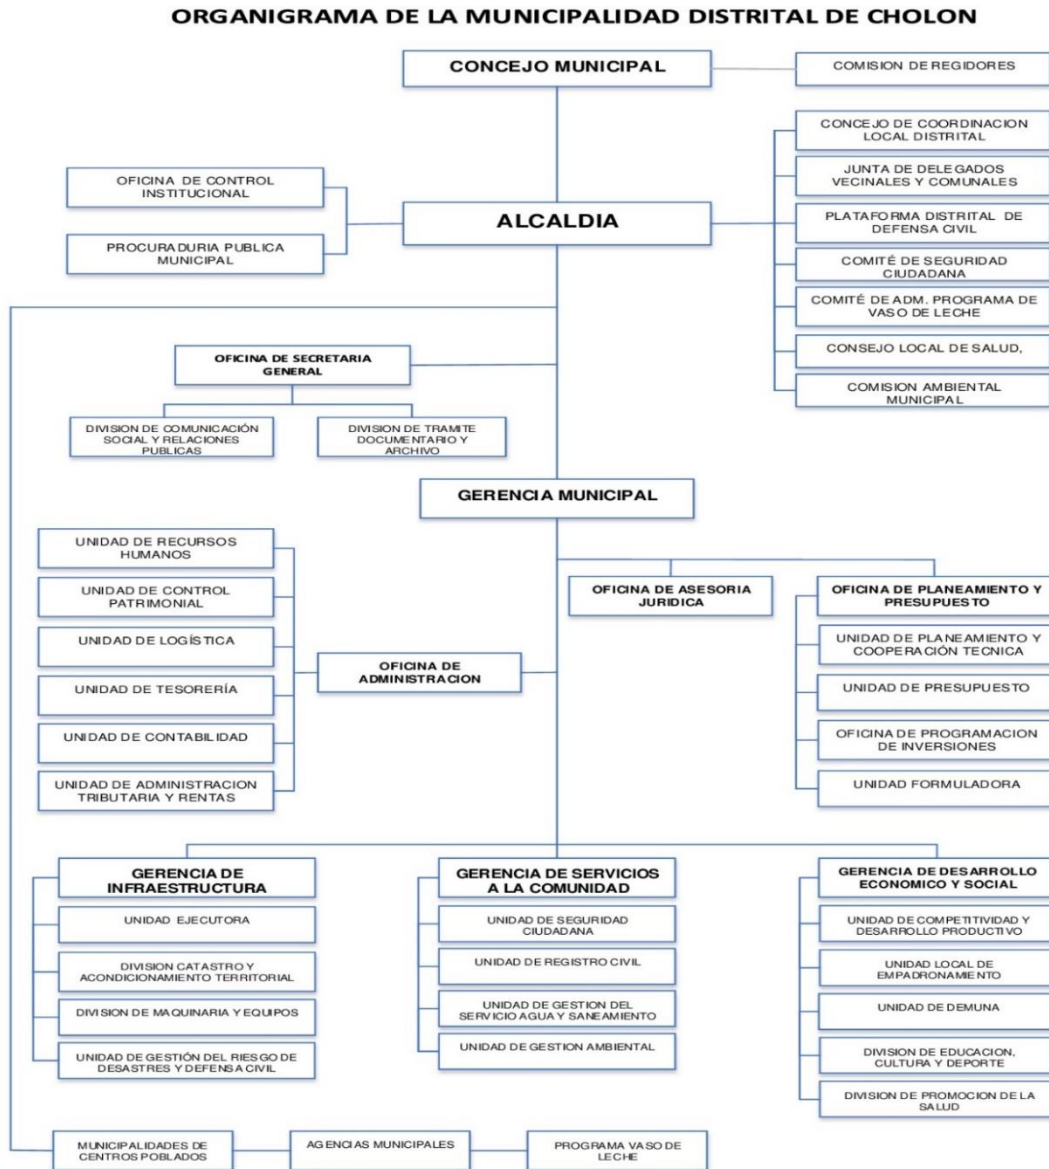 ORGANIGRAMA DE LA MUNICIPALIDAD DISTRITAL DE CHOLON
CONCEJO MUNICIPAL
COMISION DE REGIDORES
CONCEJO DE COORDINACION
LOCAL DISTRITAL
JUNTA DE DELEGADOS
VECINALES Y COMUNALES
PLATAFORMA DISTRITAL DE
DEFENSA CIVIL
COMITÉ DE SEGURIDAD
CIUDADANA
COMITÉ DE ADM. PROGRAMA DE
VASO DE LECHE
CONSEJO LOCAL DE SALUD,
COMISION AMBIENTAL
MUNICIPAL
OFICINA DE CONTROL
INSTITUCIONAL
PROCURADURIA PUBLICA
MUNICIPAL
ALCALDIA
OFICINA DE SECRETARIA
GENERAL
DIVISION DE COMUNICACIÓN
SOCIAL Y RELACIONES
PUBLICAS
DIVISION DE TRAMITE
DOCUMENTARIO Y
ARCHIVO
GERENCIA MUNICIPAL
UNIDAD DE RECURSOS
HUMANOS
UNIDAD DE CONTROL
PATRIMONIAL
UNIDAD DE LOGÍSTICA
UNIDAD DE TESORERÍA
UNIDAD DE CONTABILIDAD
UNIDAD DE ADMINISTRACION
TRIBUTARIA Y RENTAS
OFICINA DE
ADMINISTRACION
OFICINA DE ASESORIA
JURIDICA
OFICINA DE PLANEAMIENTO Y
PRESUPUESTO
UNIDAD DE PLANEAMIENTO Y
COOPERACIÓN TECNICA
UNIDAD DE PRESUPUESTO
OFICINA DE PROGRAMACION
DE INVERSIONES
UNIDAD FORMULADORA
GERENCIA DE
INFRAESTRUCTURA
UNIDAD EJECUTORA
DIVISION CATASTRO Y
ACONDICIONAMIENTO TERRITORIAL
DIVISION DE MAQUINARIA Y EQUIPOS
UNIDAD DE GESTIÓN DEL RIESGO DE
DESASTRES Y DEFENSA CIVIL
GERENCIA DE SERVICIOS
A LA COMUNIDAD
UNIDAD DE SEGURIDAD
CIUDADANA
UNIDAD DE REGISTRO CIVIL
UNIDAD DE GESTION DEL
SERVICIO AGUA Y SANEAMIENTO
UNIDAD DE GESTION AMBIENTAL
GERENCIA DE DESARROLLO
ECONOMICO Y SOCIAL
UNIDAD DE COMPETITIVIDAD Y
DESARROLLO PRODUCTIVO
UNIDAD LOCAL DE
EMPADRONAMIENTO
UNIDAD DE DEMUNA
DIVISION DE EDUCACION,
CULTURA Y DEPORTE
DIVISION DE PROMOCION DE LA
SALUD
MUNICIPALIDADES DE
CENTROS POBLADOS
AGENCIAS MUNICIPALES
PROGRAMA VASO DE
LECHE